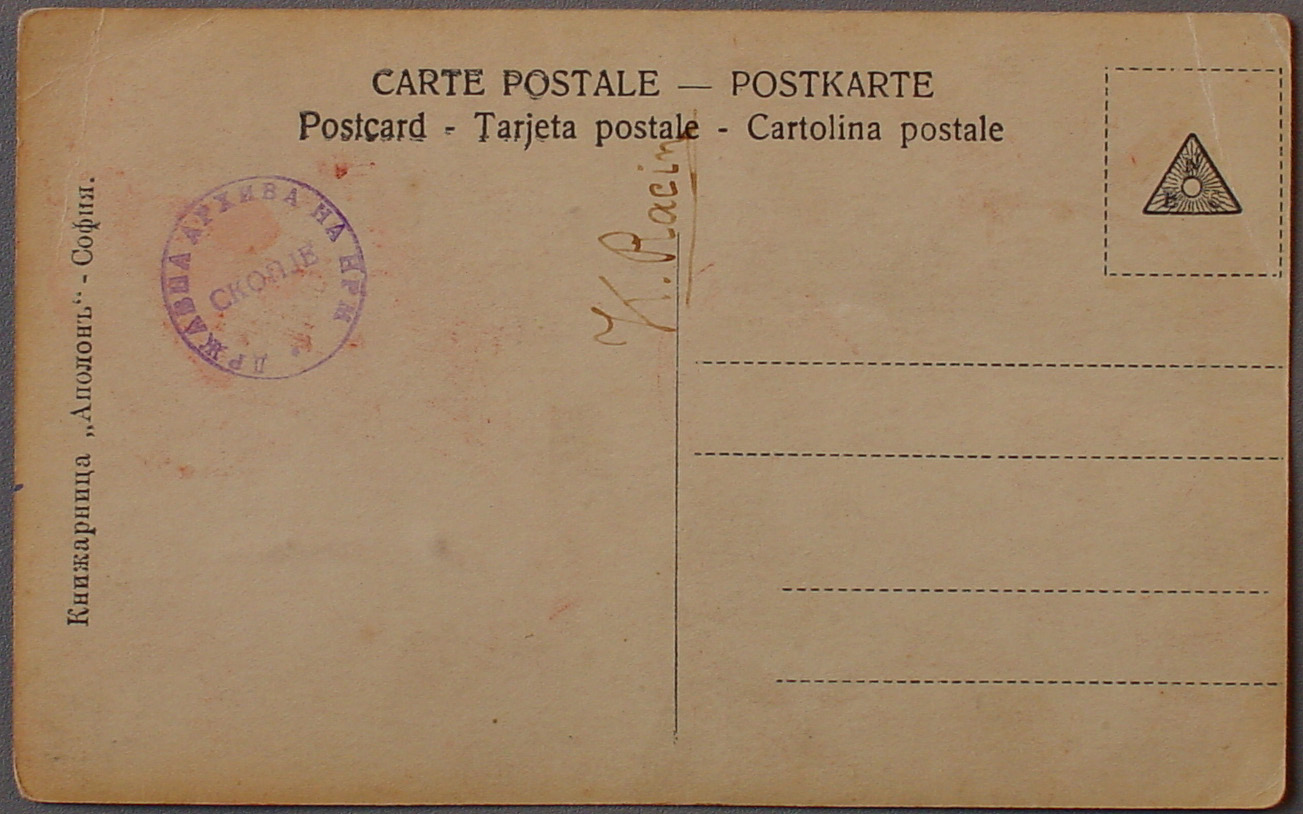 CARTE POSTALE — POSTKARTE
Postcard - Tarjeta postale - Cartolina postale
N
B C
ДРЖАВНА АРХИВА НА НРМ
СКОПЈЕ
K. Racin
Книжарница „Аполонъ“ - София.